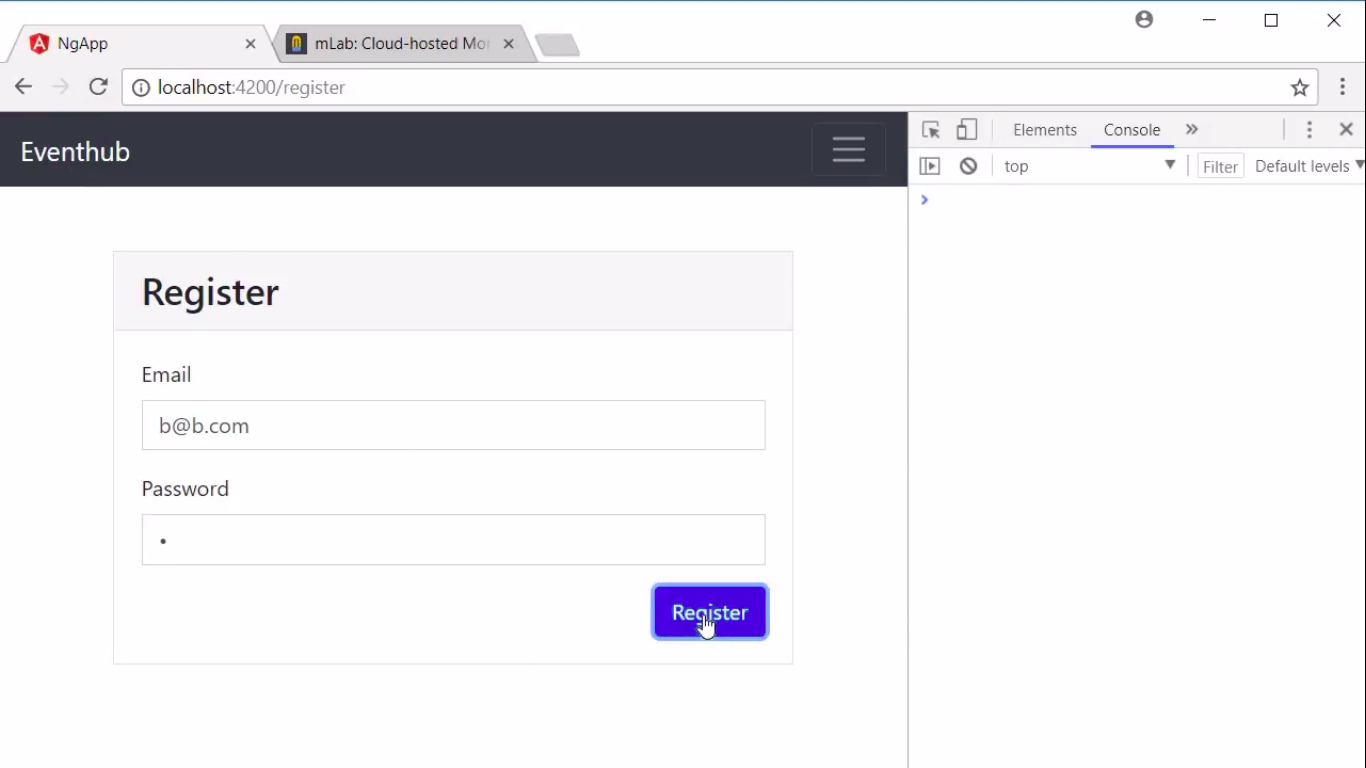 NgApp
mLab: Cloud-hosted Mo
localhost:4200/register
Eventhub
Elements Console »
top Filter Default levels
Register
Email
b@b.com
Password
•
Register